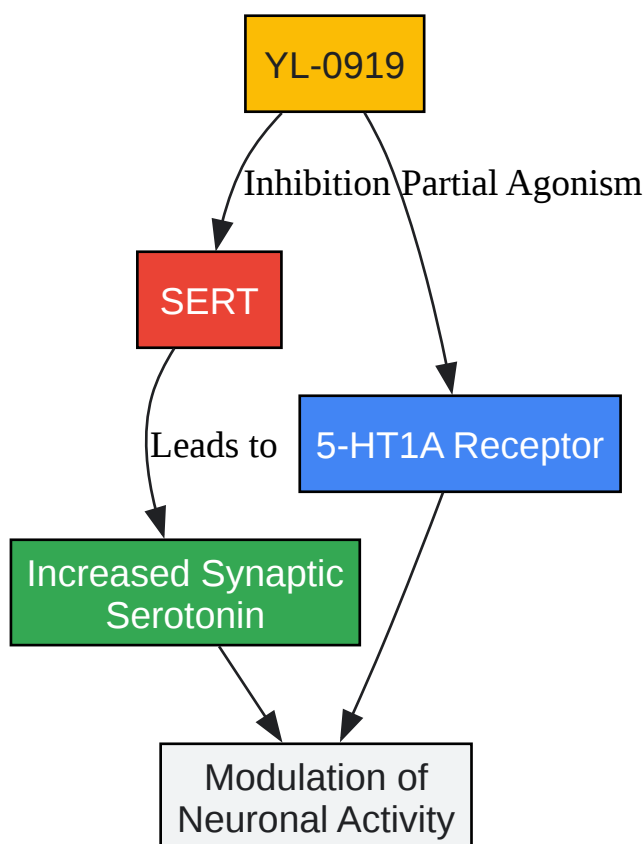 YL-0919
Inhibition
Partial Agonism
SERT
Leads to
5-HT1A Receptor
Increased Synaptic
Serotonin
Modulation of
Neuronal Activity